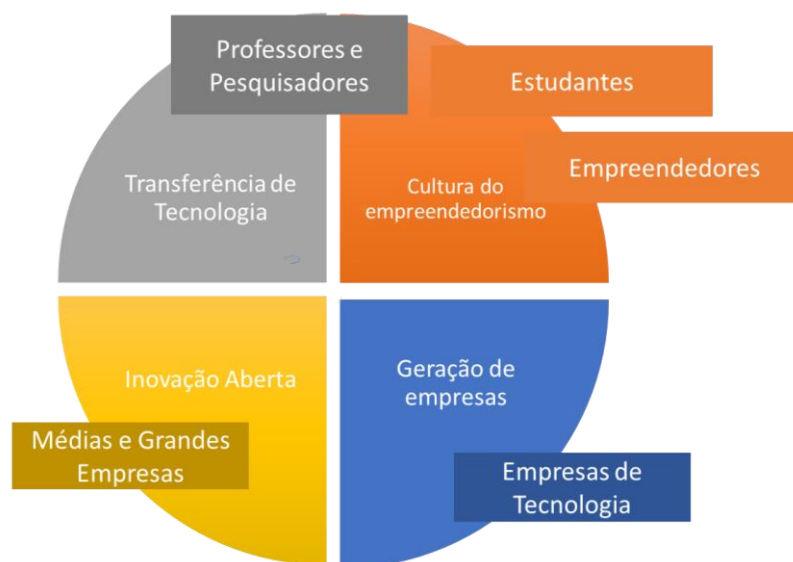 Professores e
Pesquisadores
Estudantes
Empreendedores
Transferência de
Tecnologia
Cultura do
empreendedorismo
Inovação Aberta
Geração de
empresas
Médias e Grandes
Empresas
Empresas de
Tecnologia